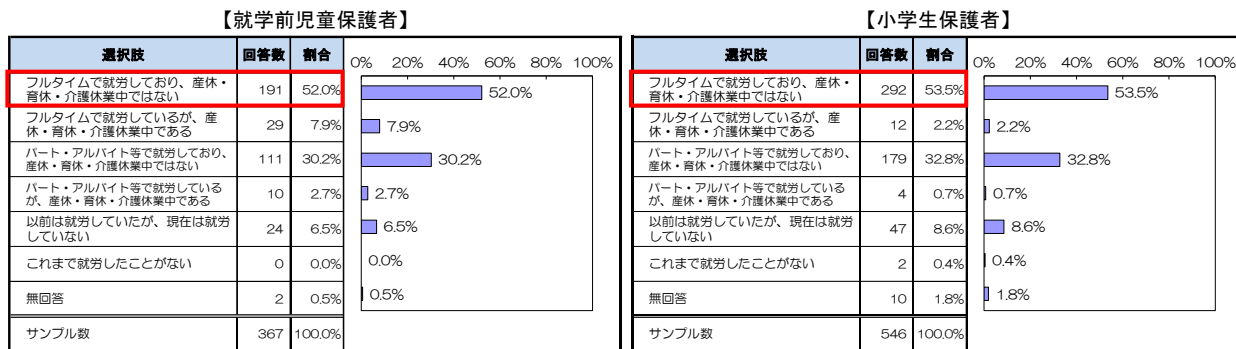 【就学前児童保護者】
選択肢 回答数 割合
フルタイムで就労しており、産休・
育休・介護休業中ではない 191 52.0%
フルタイムで就労しているが、産
休・育休・介護休業中である 29 7.9%
パート・アルバイト等で就労しており、
産休・育休・介護休業中ではない 111 30.2%
パート・アルバイト等で就労している
が、産休・育休・介護休業中である 10 2.7%
以前は就労していたが、現在は就労
していない 24 6.5%
これまで就労したことがない 0 0.0%
無回答 2 0.5%
サンプル数 367 100.0%
0% 20% 40% 60% 80% 100%
52.0%
7.9%
30.2%
2.7%
6.5%
0.0%
0.5%
【小学生保護者】
選択肢 回答数 割合
フルタイムで就労しており、産休・
育休・介護休業中ではない 292 53.5%
フルタイムで就労しているが、産
休・育休・介護休業中である 12 2.2%
パート・アルバイト等で就労しており、
産休・育休・介護休業中ではない 179 32.8%
パート・アルバイト等で就労している
が、産休・育休・介護休業中である 4 0.7%
以前は就労していたが、現在は就労
していない 47 8.6%
これまで就労したことがない 2 0.4%
無回答 10 1.8%
サンプル数 546 100.0%
0% 20% 40% 60% 80% 100%
53.5%
2.2%
32.8%
0.7%
8.6%
0.4%
1.8%